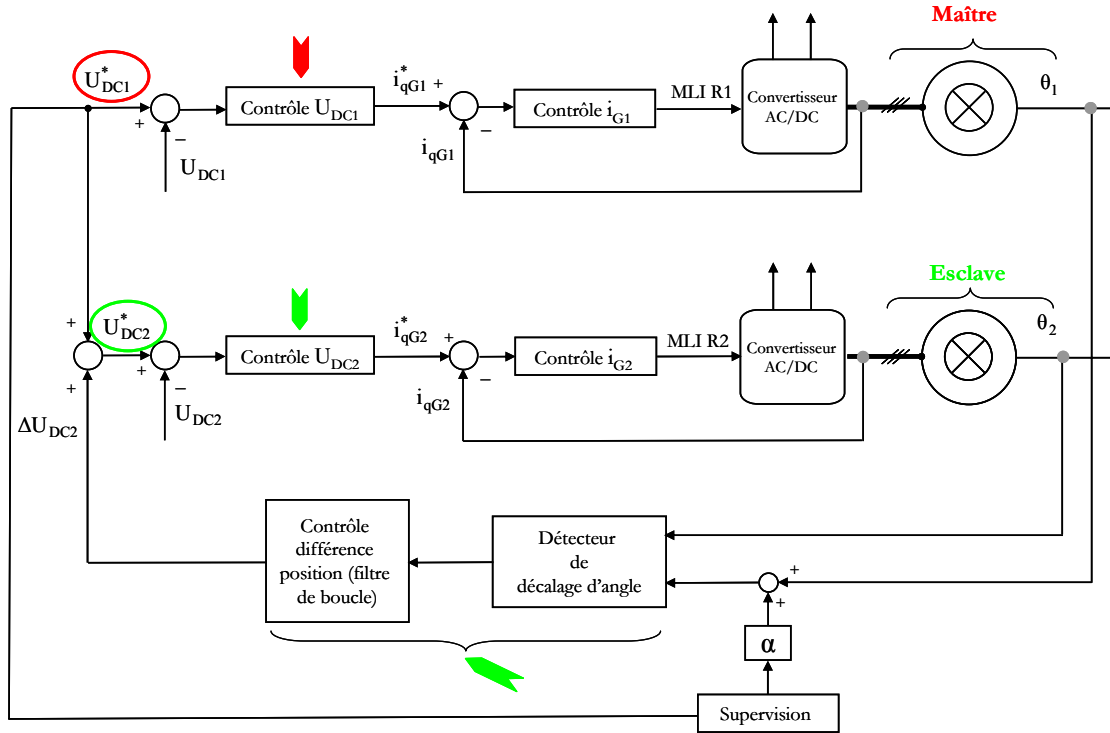 Maître
U*DC1
i*qG1 +
θ1
+
−
Contrôle UDC1
−
Contrôle iG1
MLI R1
Convertisseur
AC/DC
UDC1
iqG1
Esclave
U*DC2
i*qG2
θ2
+
+
+
Contrôle UDC2
Contrôle iG2
MLI R2
Convertisseur
AC/DC
+
−
−
UDC2
iqG2
ΔUDC2
Contrôle
différence
position (filtre
de boucle)
Détecteur
de
décalage d'angle
+
+
α
Supervision